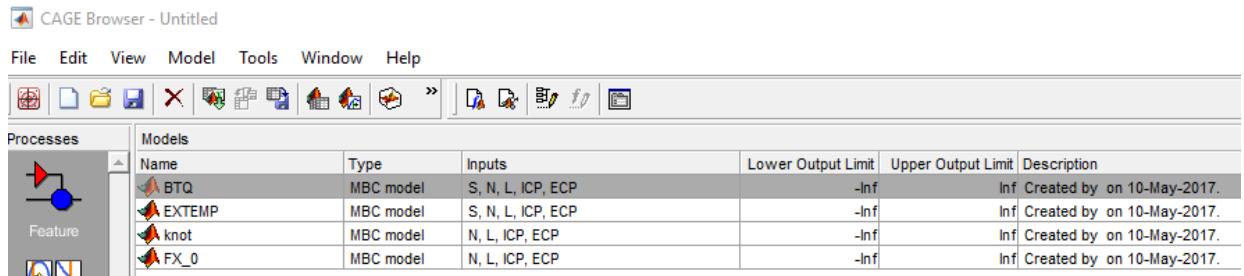 CAGE Browser - Untitled
File Edit View Model Tools Window Help
»
Processes Models
Name Type Inputs Lower Output Limit Upper Output Limit Description
BTQ MBC model S, N, L, ICP, ECP -Inf Inf Created by on 10-May-2017.
EXTEMP MBC model S, N, L, ICP, ECP -Inf Inf Created by on 10-May-2017.
knot MBC model N, L, ICP, ECP -Inf Inf Created by on 10-May-2017.
Feature
FX_0 MBC model N, L, ICP, ECP -Inf Inf Created by on 10-May-2017.